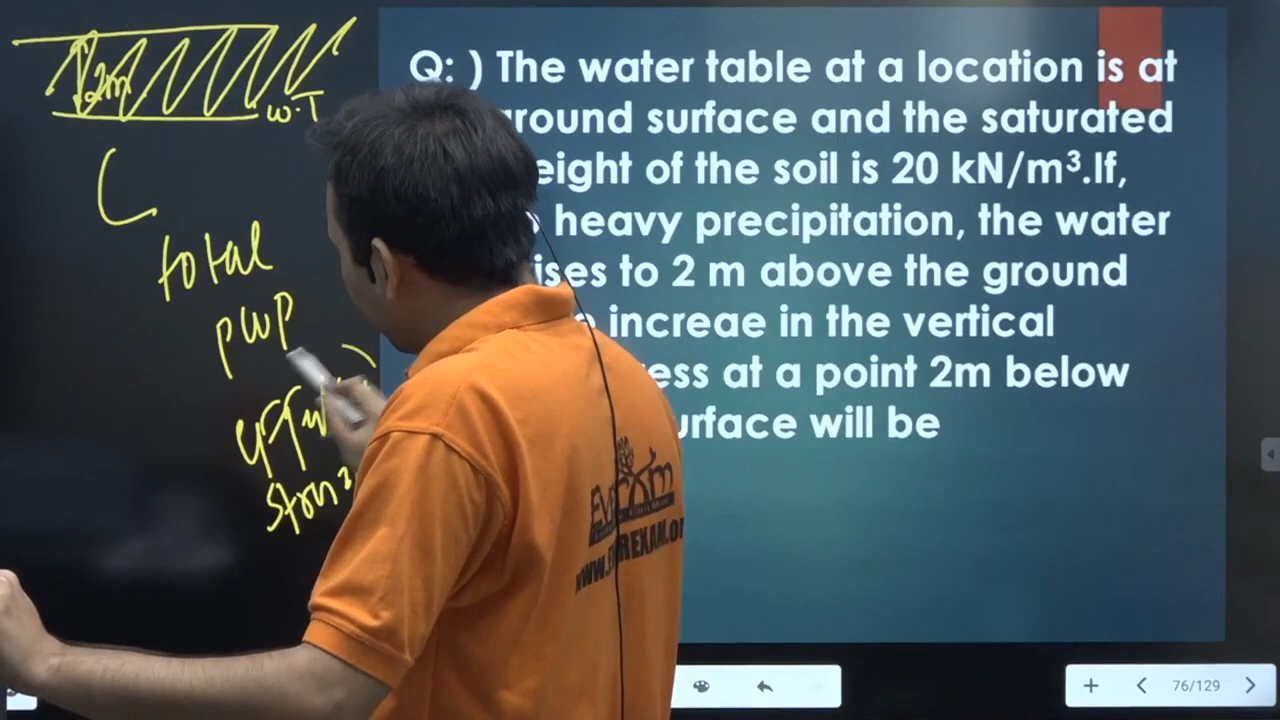 2m
W.T
total
PWP
Q: ) The water table at a location is at
round surface and the saturated
eight of the soil is 20 kN/m³.If,
heavy precipitation, the water
ises to 2 m above the ground
increae in the vertical
ess at a point 2m below
urface will be
76/129